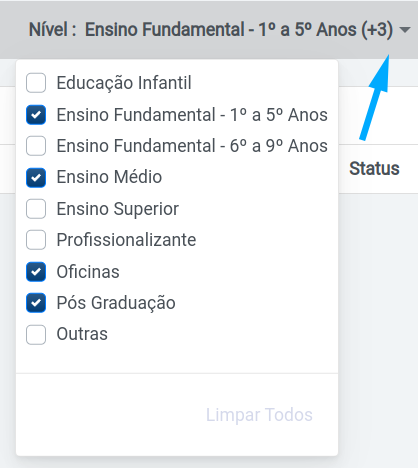 Nível : Ensino Fundamental - 1º a 5º Anos (+3)
Educação Infantil
Ensino Fundamental - 1º a 5º Anos
Ensino Fundamental - 6º a 9º Anos
Ensino Médio
Status
Ensino Superior
Profissionalizante
Oficinas
Pós Graduação
Outras
Limpar Todos